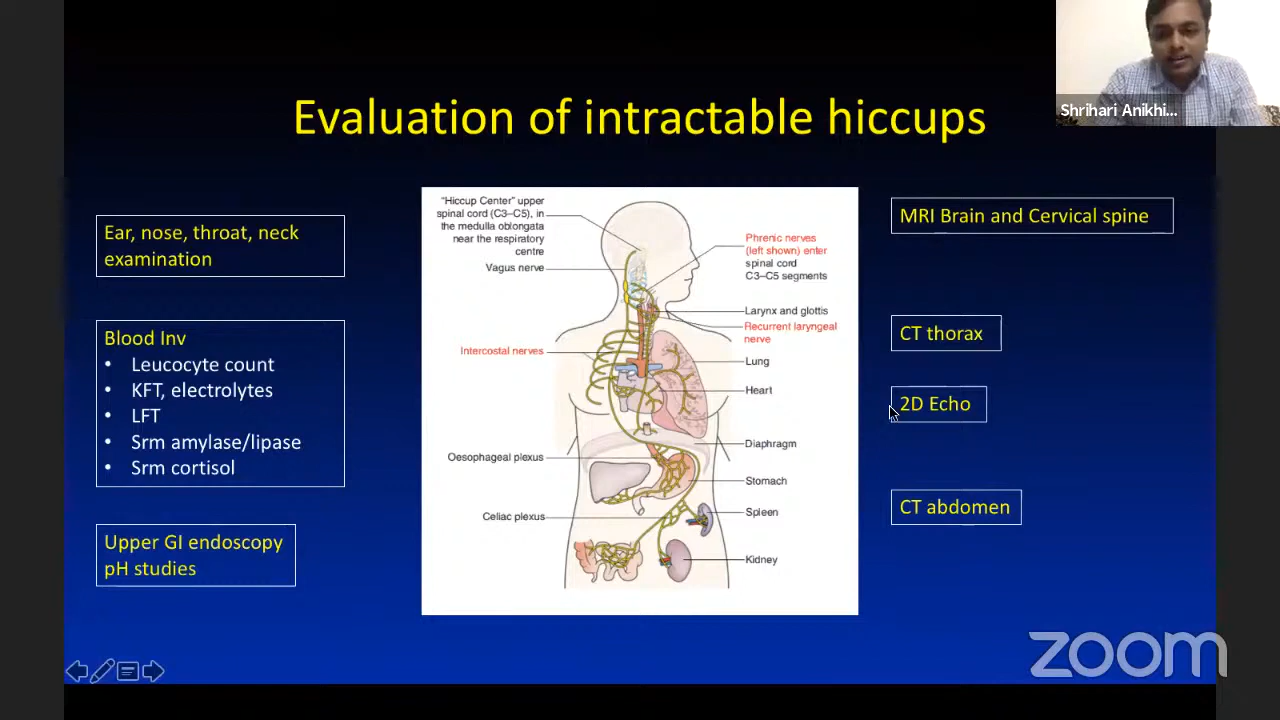 Shrihari Anikhi...
Evaluation of intractable hiccups
Ear, nose, throat, neck
examination
Blood Inv
• Leucocyte count
• KFT, electrolytes
• LFT
• Srm amylase/lipase
• Srm cortisol
Upper GI endoscopy
pH studies
"Hiccup Center" upper
spinal cord (C3–C5), in
the medulla oblongata
near the respiratory
centre
Vagus nerve
Intercostal nerves
Oesophageal plexus
Celiac plexus
Phrenic nerves
(left shown) enter
spinal cord
C3–C5 segments
Larynx and glottis
Recurrent laryngeal
nerve
Lung
Heart
Diaphragm
Stomach
Spleen
Kidney
MRI Brain and Cervical spine
CT thorax
2D Echo
CT abdomen
zoom